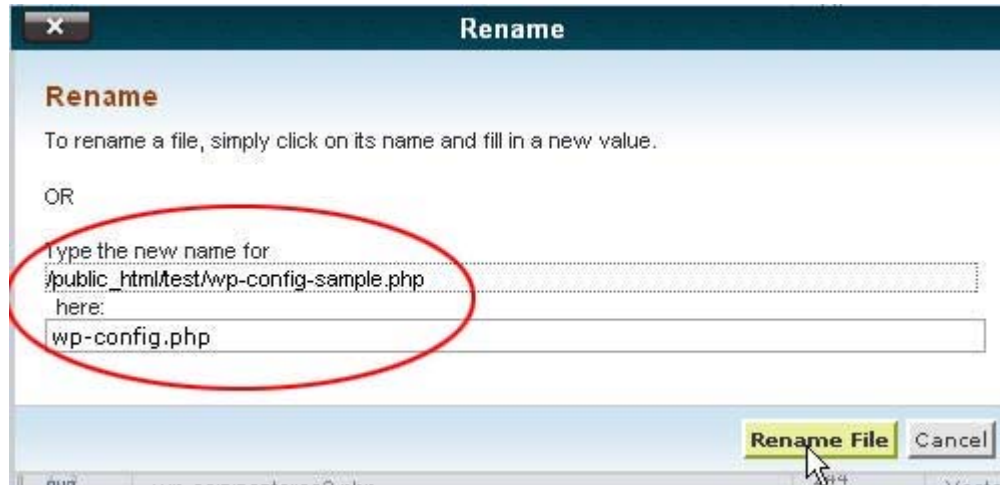 Rename
Rename
To rename a file, simply click on its name and fill in a new value.
OR
Type the new name for
/public_html/test/wp-config-sample.php
here:
wp-config.php
Rename File Cancel